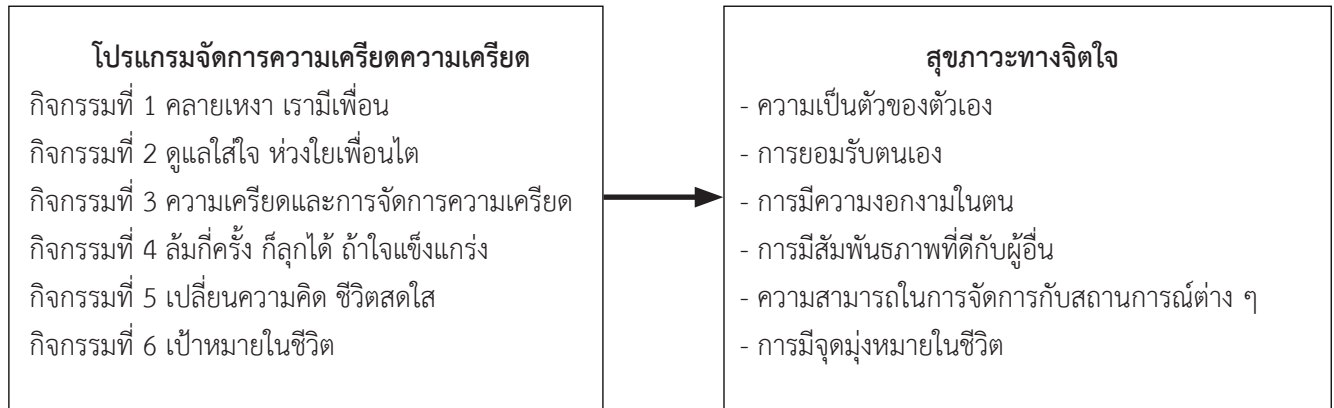 โปรแกรมจัดการความเครียดความเครียด
กิจกรรมที่ 1 คลายเหงา เรามีเพื่อน
กิจกรรมที่ 2 ดูแลใส่ใจ ห่วงใยเพื่อนไต
กิจกรรมที่ 3 ความเครียดและการจัดการความเครียด
กิจกรรมที่ 4 ล้มกี่ครั้ง ก็ลุกได้ ถ้าใจแข็งแกร่ง
กิจกรรมที่ 5 เปลี่ยนความคิด ชีวิตสดใส
กิจกรรมที่ 6 เป้าหมายในชีวิต
สุขภาวะทางจิตใจ
- ความเป็นตัวของตัวเอง
- การยอมรับตนเอง
- การมีความงอกงามในตน
- การมีสัมพันธภาพที่ดีกับผู้อื่น
- ความสามารถในการจัดการกับสถานการณ์ต่าง ๆ
- การมีจุดมุ่งหมายในชีวิต